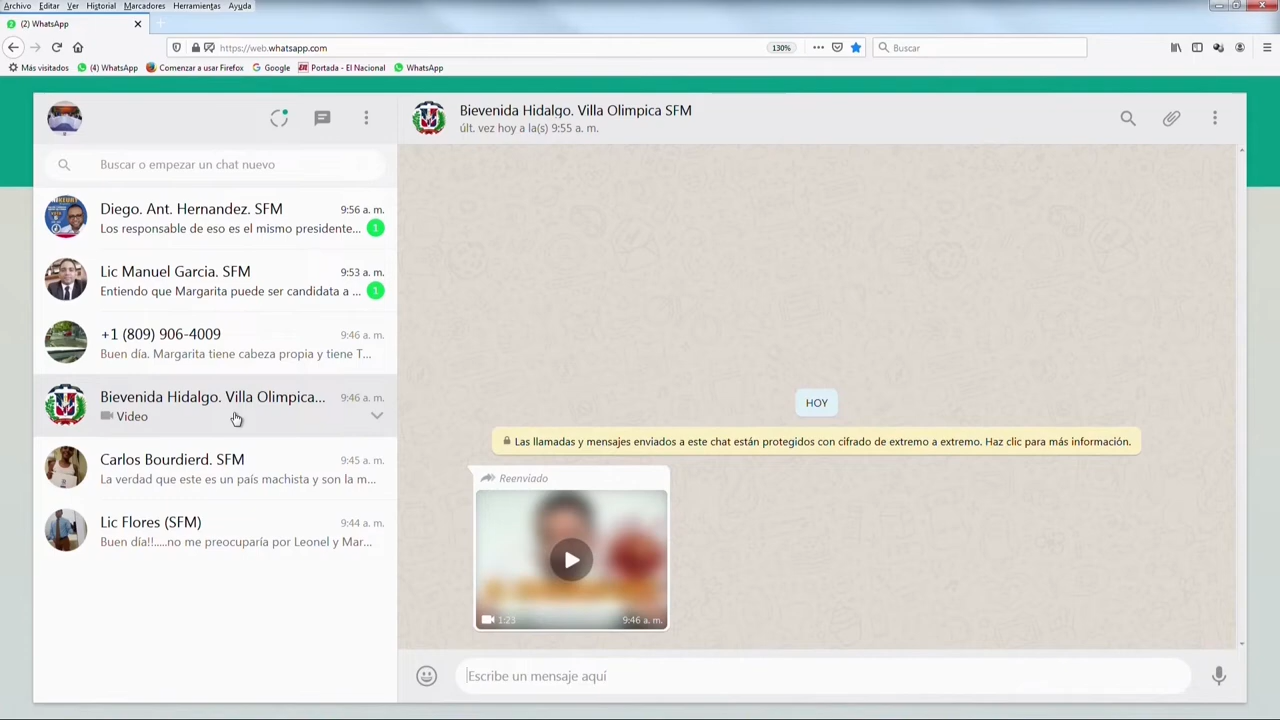 Archivo Editar Ver Historial Marcadores Herramientas Ayuda
(2) WhatsApp
https://web.whatsapp.com
130%
Buscar
Más visitados (4) WhatsApp Comenzar a usar Firefox Google Portada - El Nacional WhatsApp
Bievenida Hidalgo. Villa Olimpica SFM
últ. vez hoy a la(s) 9:55 a. m.
Buscar o empezar un chat nuevo
Diego. Ant. Hernandez. SFM 9:56 a. m.
Los responsable de eso es el mismo presidente... 1
Lic Manuel Garcia. SFM 9:53 a. m.
Entiendo que Margarita puede ser candidata a ... 1
+1 (809) 906-4009 9:46 a. m.
Buen día. Margarita tiene cabeza propia y tiene T...
Bievenida Hidalgo. Villa Olimpica... 9:46 a. m.
Video
Carlos Bourdierd. SFM 9:45 a. m.
La verdad que este es un país machista y son la m...
Lic Flores (SFM) 9:44 a. m.
Buen día!!.....no me preocuparía por Leonel y Mar...
HOY
Las llamadas y mensajes enviados a este chat están protegidos con cifrado de extremo a extremo. Haz clic para más información.
Reenviado
1:23 9:46 a. m.
Escribe un mensaje aquí